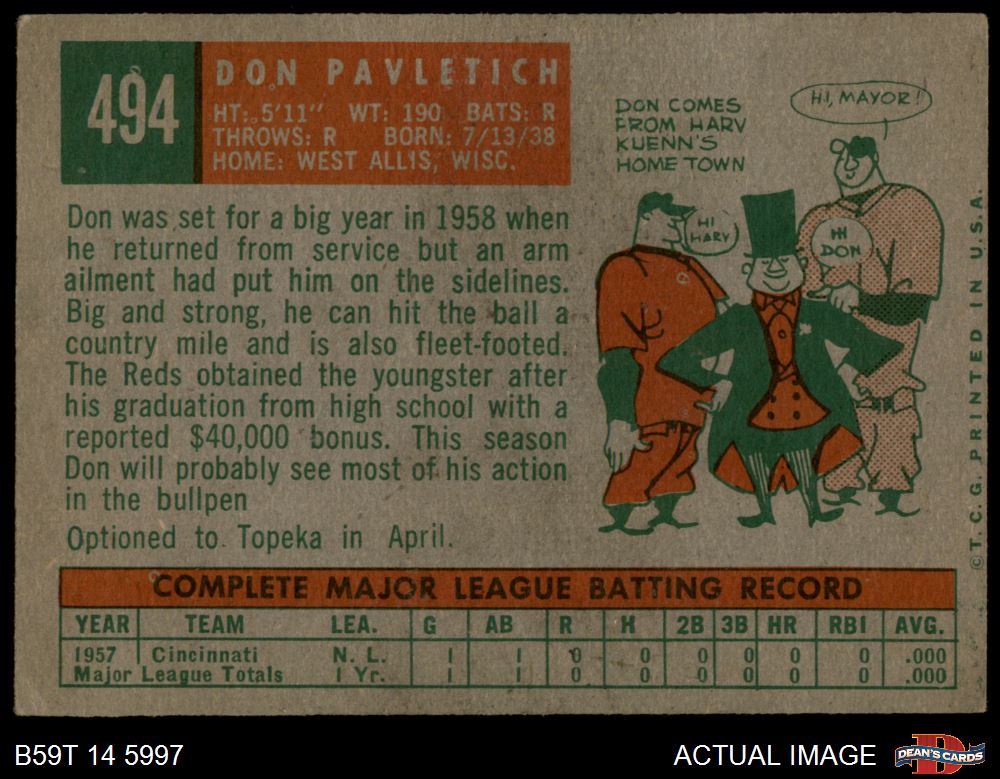 494
DON PAVLETICH
HT: 5'11" WT: 190 BATS: R
THROWS: R BORN: 7/13/38
HOME: WEST ALLIS, WISC.
DON COMES
FROM HARV
KUENN'S
HOME TOWN
HI, MAYOR!
HI
HARV
HI
DON
Don was set for a big year in 1958 when
he returned from service but an arm
ailment had put him on the sidelines.
Big and strong, he can hit the ball a
country mile and is also fleet-footed.
The Reds obtained the youngster after
his graduation from high school with a
reported $40,000 bonus. This season
Don will probably see most of his action
in the bullpen
Optioned to Topeka in April.
©T.C.G. PRINTED IN U.S.A.
COMPLETE MAJOR LEAGUE BATTING RECORD
YEAR TEAM LEA. G AB R H 2B 3B HR RBI AVG.
1957 Cincinnati N. L. 1 1 0 0 0 0 0 0 .000
Major League Totals 1 Yr. 1 1 0 0 0 0 0 0 .000
B59T 14 5997
ACTUAL IMAGE
D
DEAN'S CARDS